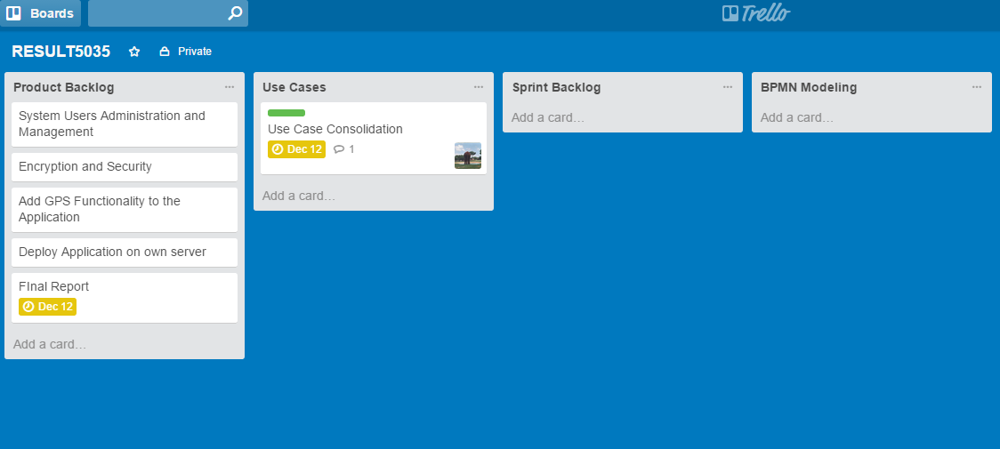 Boards
Trello
RESULT5035
Private
Product Backlog
System Users Administration and
Management
Encryption and Security
Add GPS Functionality to the
Application
Deploy Application on own server
FInal Report
Dec 12
Add a card…
Use Cases
Use Case Consolidation
Dec 12
1
Add a card…
Sprint Backlog
Add a card…
BPMN Modeling
Add a card…